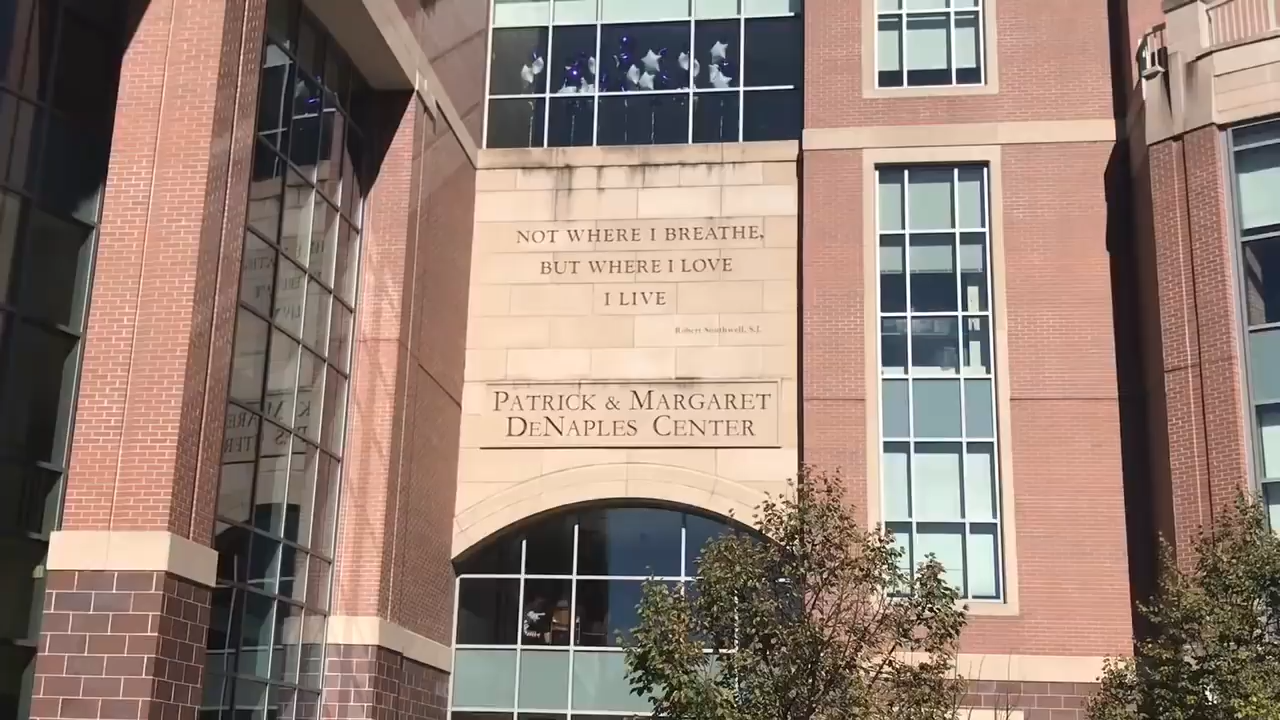 NOT WHERE I BREATHE,
BUT WHERE I LOVE
I LIVE
Robert Southwell, S.J.
PATRICK & MARGARET
DENAPLES CENTER